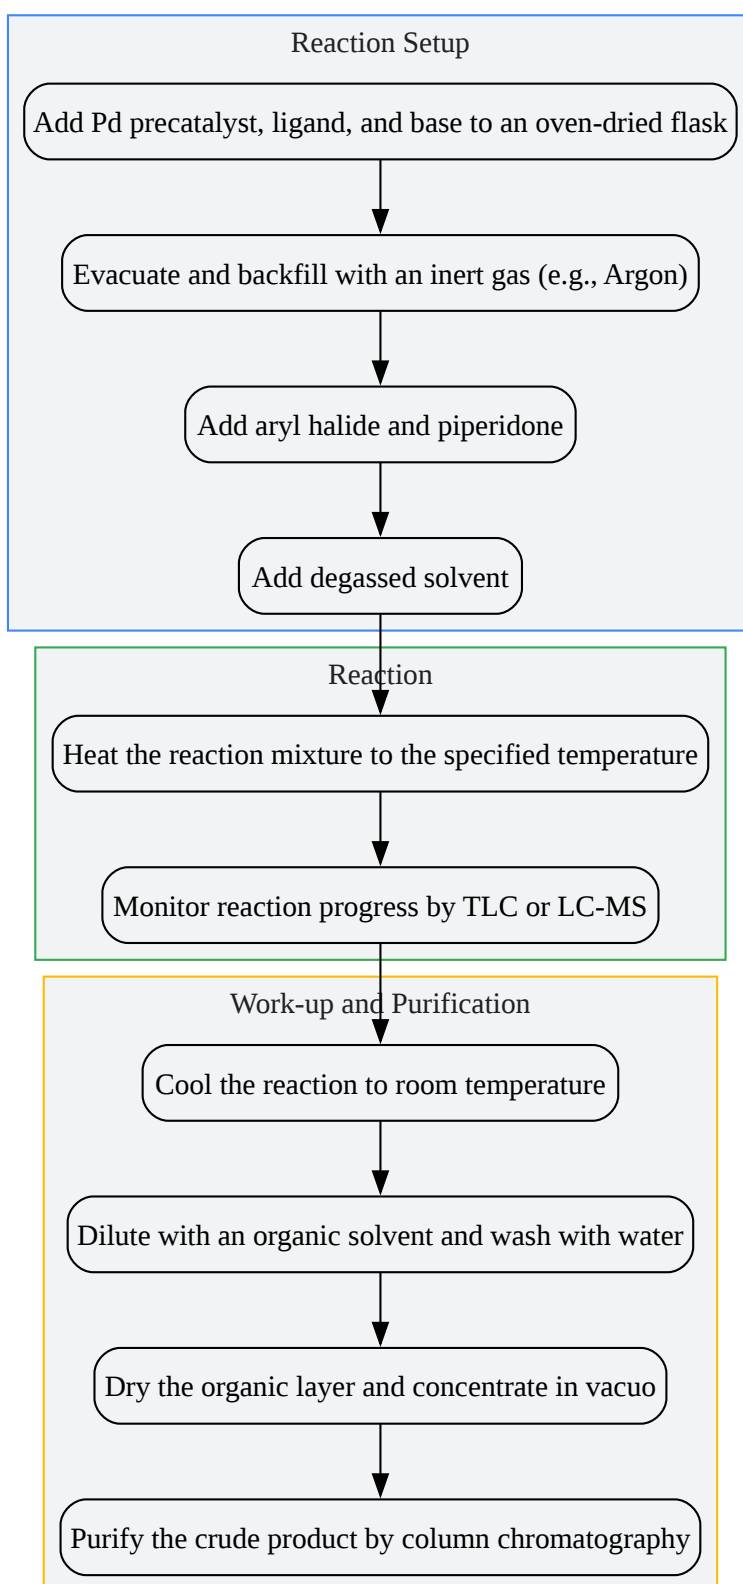 Reaction Setup
Add Pd precatalyst, ligand, and base to an oven-dried flask
Evacuate and backfill with an inert gas (e.g., Argon)
Add aryl halide and piperidone
Add degassed solvent
Reaction
Heat the reaction mixture to the specified temperature
Monitor reaction progress by TLC or LC-MS
Work-up and Purification
Cool the reaction to room temperature
Dilute with an organic solvent and wash with water
Dry the organic layer and concentrate in vacuo
Purify the crude product by column chromatography